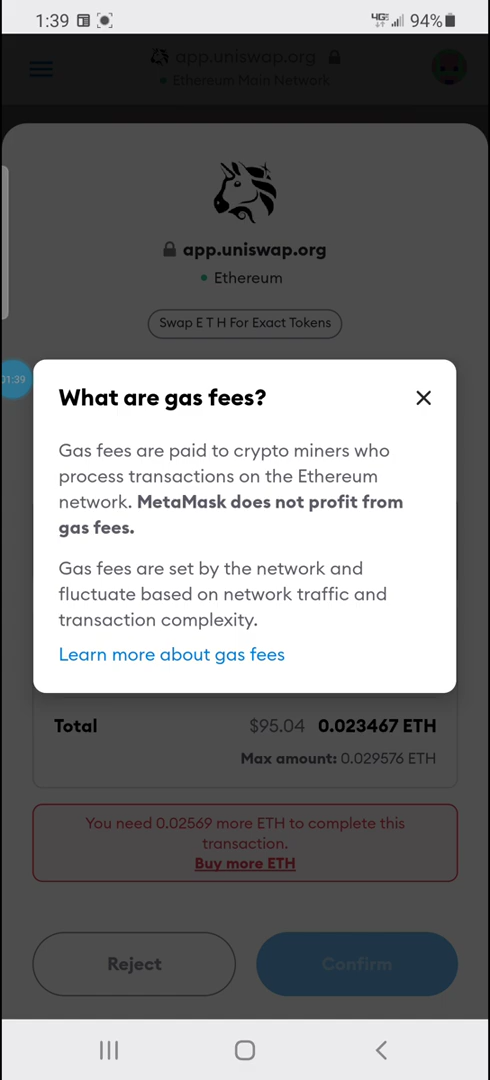 1:39
4GE 94%
app.uniswap.org
Ethereum Main Network
app.uniswap.org
Ethereum
Swap E T H For Exact Tokens
01:39
What are gas fees?
Gas fees are paid to crypto miners who
process transactions on the Ethereum
network. MetaMask does not profit from
gas fees.
Gas fees are set by the network and
fluctuate based on network traffic and
transaction complexity.
Learn more about gas fees
Total $95.04 0.023467 ETH
Max amount: 0.029576 ETH
You need 0.02569 more ETH to complete this
transaction.
Buy more ETH
Reject Confirm